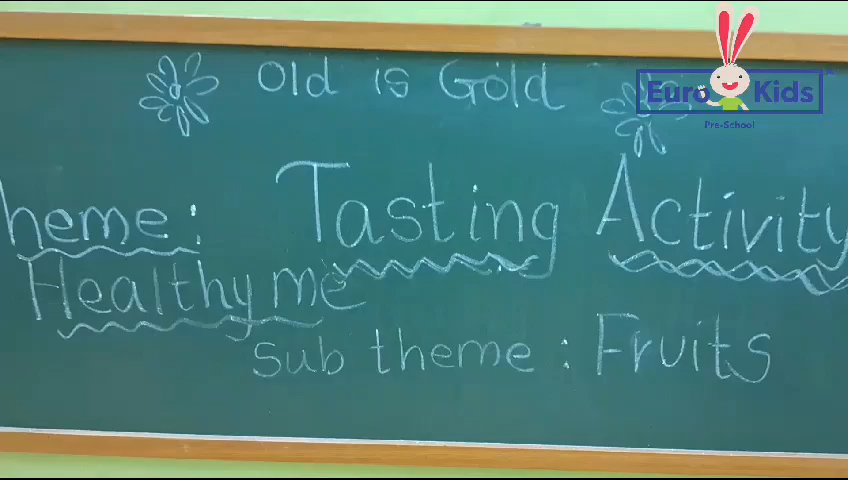 Old is Gold
Euro Kids
Pre-School
heme: Tasting Activity
Healthy me
sub theme : Fruits